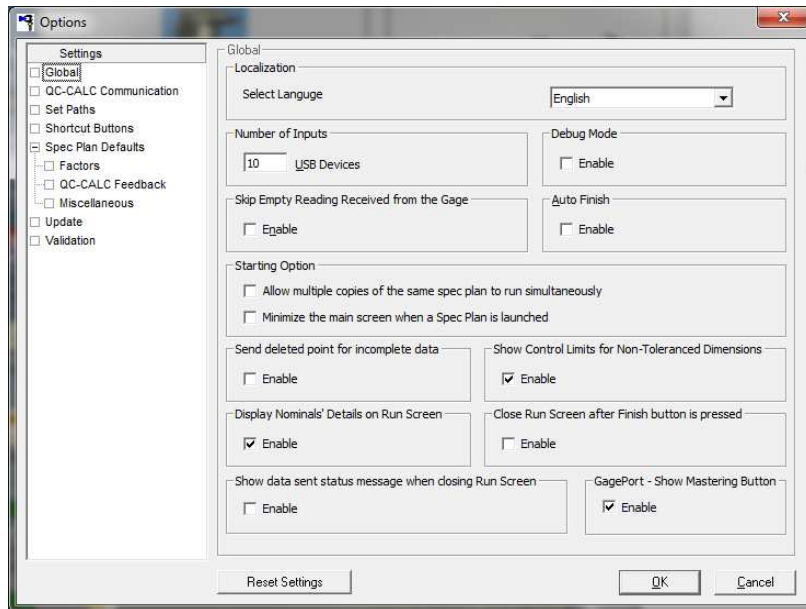 Options
Settings
Global
QC-CALC Communication
Set Paths
Shortcut Buttons
Spec Plan Defaults
Factors
QC-CALC Feedback
Miscellaneous
Update
Validation
Global
Localization
Select Languge
English
Number of Inputs
10 USB Devices
Debug Mode
Enable
Skip Empty Reading Received from the Gage
Enable
Auto Finish
Enable
Starting Option
Allow multiple copies of the same spec plan to run simultaneously
Minimize the main screen when a Spec Plan is launched
Send deleted point for incomplete data
Enable
Show Control Limits for Non-Toleranced Dimensions
Enable
Display Nominals' Details on Run Screen
Enable
Close Run Screen after Finish button is pressed
Enable
Show data sent status message when closing Run Screen
Enable
GagePort - Show Mastering Button
Enable
Reset Settings
OK
Cancel